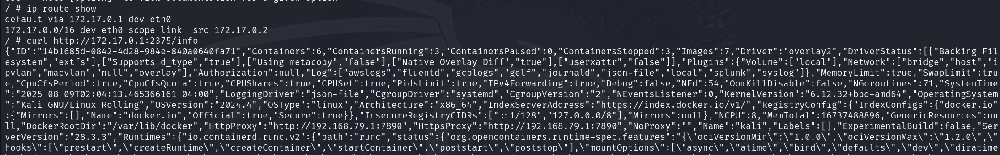 help [option] to view documentation for a given option
/ # ip route show
default via 172.17.0.1 dev eth0
172.17.0.0/16 dev eth0 scope link  src 172.17.0.2
/ # curl http://172.17.0.1:2375/info
{"ID":"14b1685d-0842-4d28-984e-840a0640fa71","Containers":6,"ContainersRunning":3,"ContainersPaused":0,"ContainersStopped":3,"Images":7,"Driver":"overlay2","DriverStatus":[["Backing Fil
esystem","extfs"],["Supports d_type","true"],["Using metacopy","false"],["Native Overlay Diff","true"],["userxattr","false"]],"Plugins":{"Volume":["local"],"Network":["bridge","host","i
pvlan","macvlan","null","overlay"],"Authorization":null,"Log":["awslogs","fluentd","gcplogs","gelf","journald","json-file","local","splunk","syslog"]},"MemoryLimit":true,"SwapLimit":tru
e,"CpuCfsPeriod":true,"CpuCfsQuota":true,"CPUShares":true,"CPUSet":true,"PidsLimit":true,"IPv4Forwarding":true,"Debug":false,"NFd":54,"OomKillDisable":false,"NGoroutines":71,"SystemTime
":"2025-08-09T02:04:13.465366161-04:00","LoggingDriver":"json-file","CgroupDriver":"systemd","CgroupVersion":"2","NEventsListener":0,"KernelVersion":"6.12.32+bpo-amd64","OperatingSystem
":"Kali GNU/Linux Rolling","OSVersion":"2024.4","OSType":"linux","Architecture":"x86_64","IndexServerAddress":"https://index.docker.io/v1/","RegistryConfig":{"IndexConfigs":{"docker.io"
:{"Mirrors":[],"Name":"docker.io","Official":true,"Secure":true}},"InsecureRegistryCIDRs":["::1/128","127.0.0.0/8"],"Mirrors":null},"NCPU":8,"MemTotal":16737488896,"GenericResources":nu
ll,"DockerRootDir":"/var/lib/docker","HttpProxy":"http://192.168.79.1:7890","HttpsProxy":"http://192.168.79.1:7890","NoProxy":"","Name":"kali","Labels":[],"ExperimentalBuild":false,"Ser
verVersion":"28.3.3","Runtimes":{"io.containerd.runc.v2":{"path":"runc","status":{"org.opencontainers.runtime-spec.features":"{\"ociVersionMin\":\"1.0.0\",\"ociVersionMax\":\"1.2.0\",\"
hooks\":[\"prestart\",\"createRuntime\",\"createContainer\",\"startContainer\",\"poststart\",\"poststop\"],\"mountOptions\":[\"async\",\"atime\",\"bind\",\"defaults\",\"dev\",\"diratime